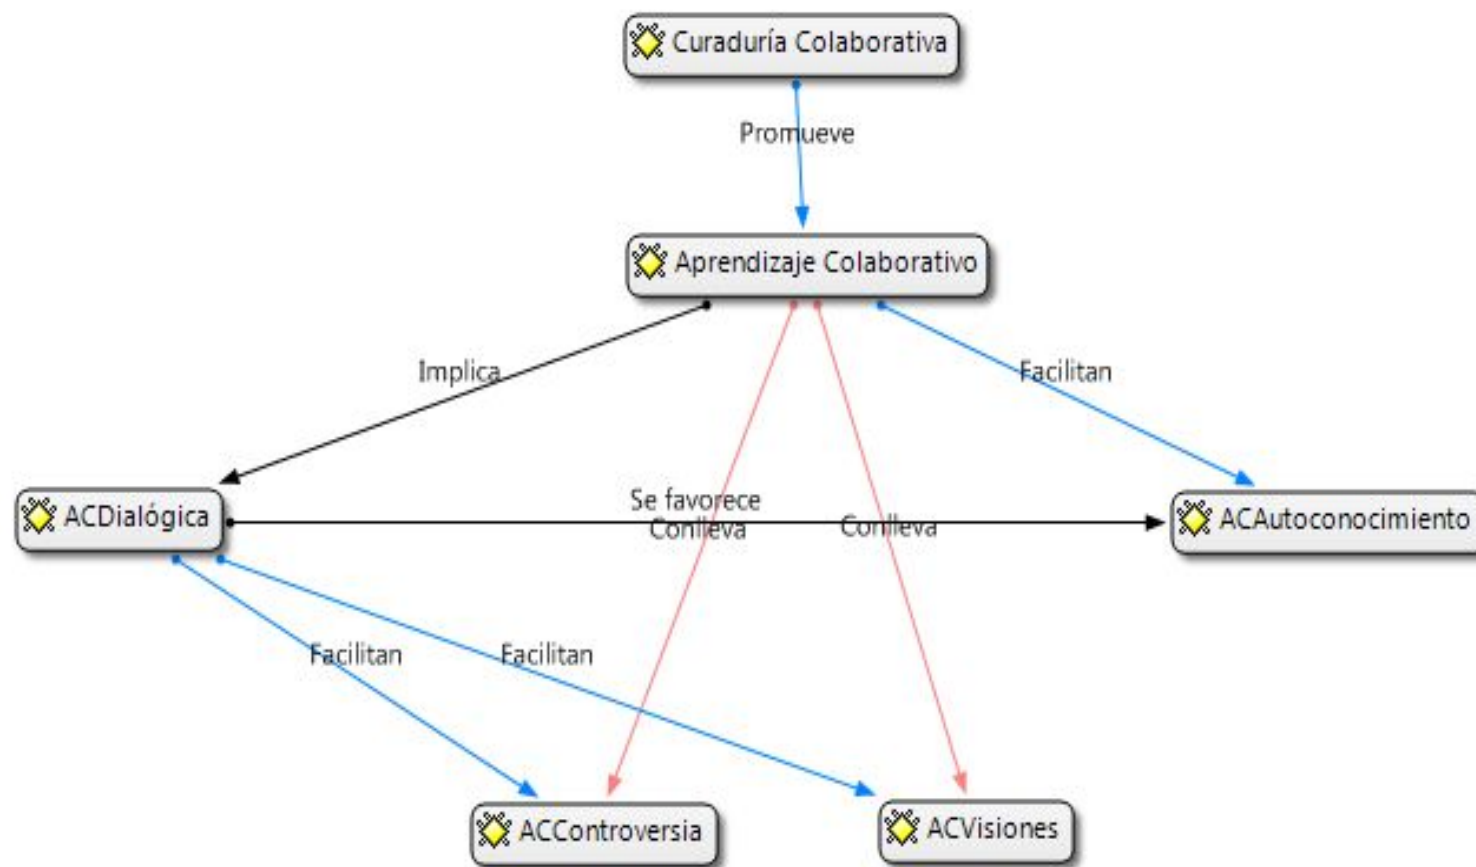 Curaduría Colaborativa
Promueve
Aprendizaje Colaborativo
Implica
Facilitan
ACDialógica
Se favorece
Conlleva
Conlleva
ACAutoconocimiento
Facilitan
Facilitan
ACControversia
ACVisiones